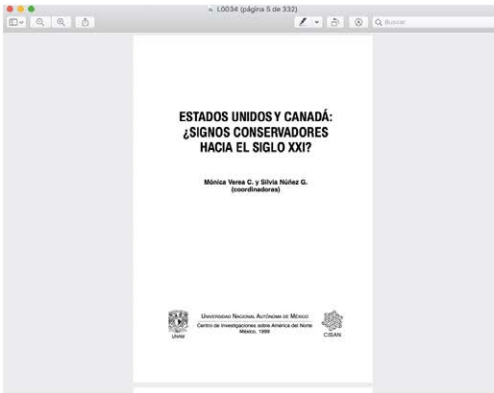 L0034 (página 5 de 332)
Buscar
ESTADOS UNIDOS Y CANADÁ:
¿SIGNOS CONSERVADORES
HACIA EL SIGLO XXI?
Mónica Verea C. y Silvia Núñez G.
(coordinadoras)
UNAM
UNIVERSIDAD NACIONAL AUTÓNOMA DE MÉXICO
Centro de Investigaciones sobre América del Norte
México, 1999
CISAN